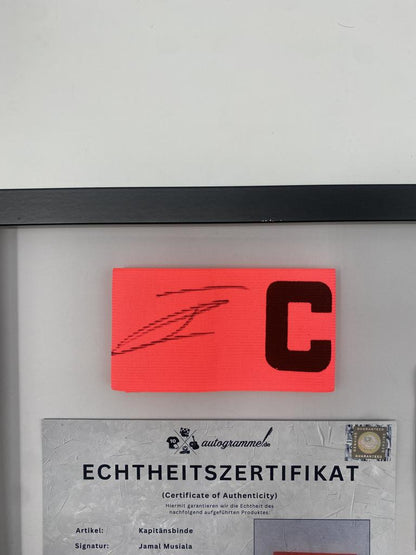 C
autogramme.de
ECHTHEITSZERTIFIKAT
(Certificate of Authenticity)
Hiermit garantieren wir die Echtheit des
nachfolgend aufgeführten Produktes.
Artikel: Kapitänsbinde
Signatur: Jamal Musiala